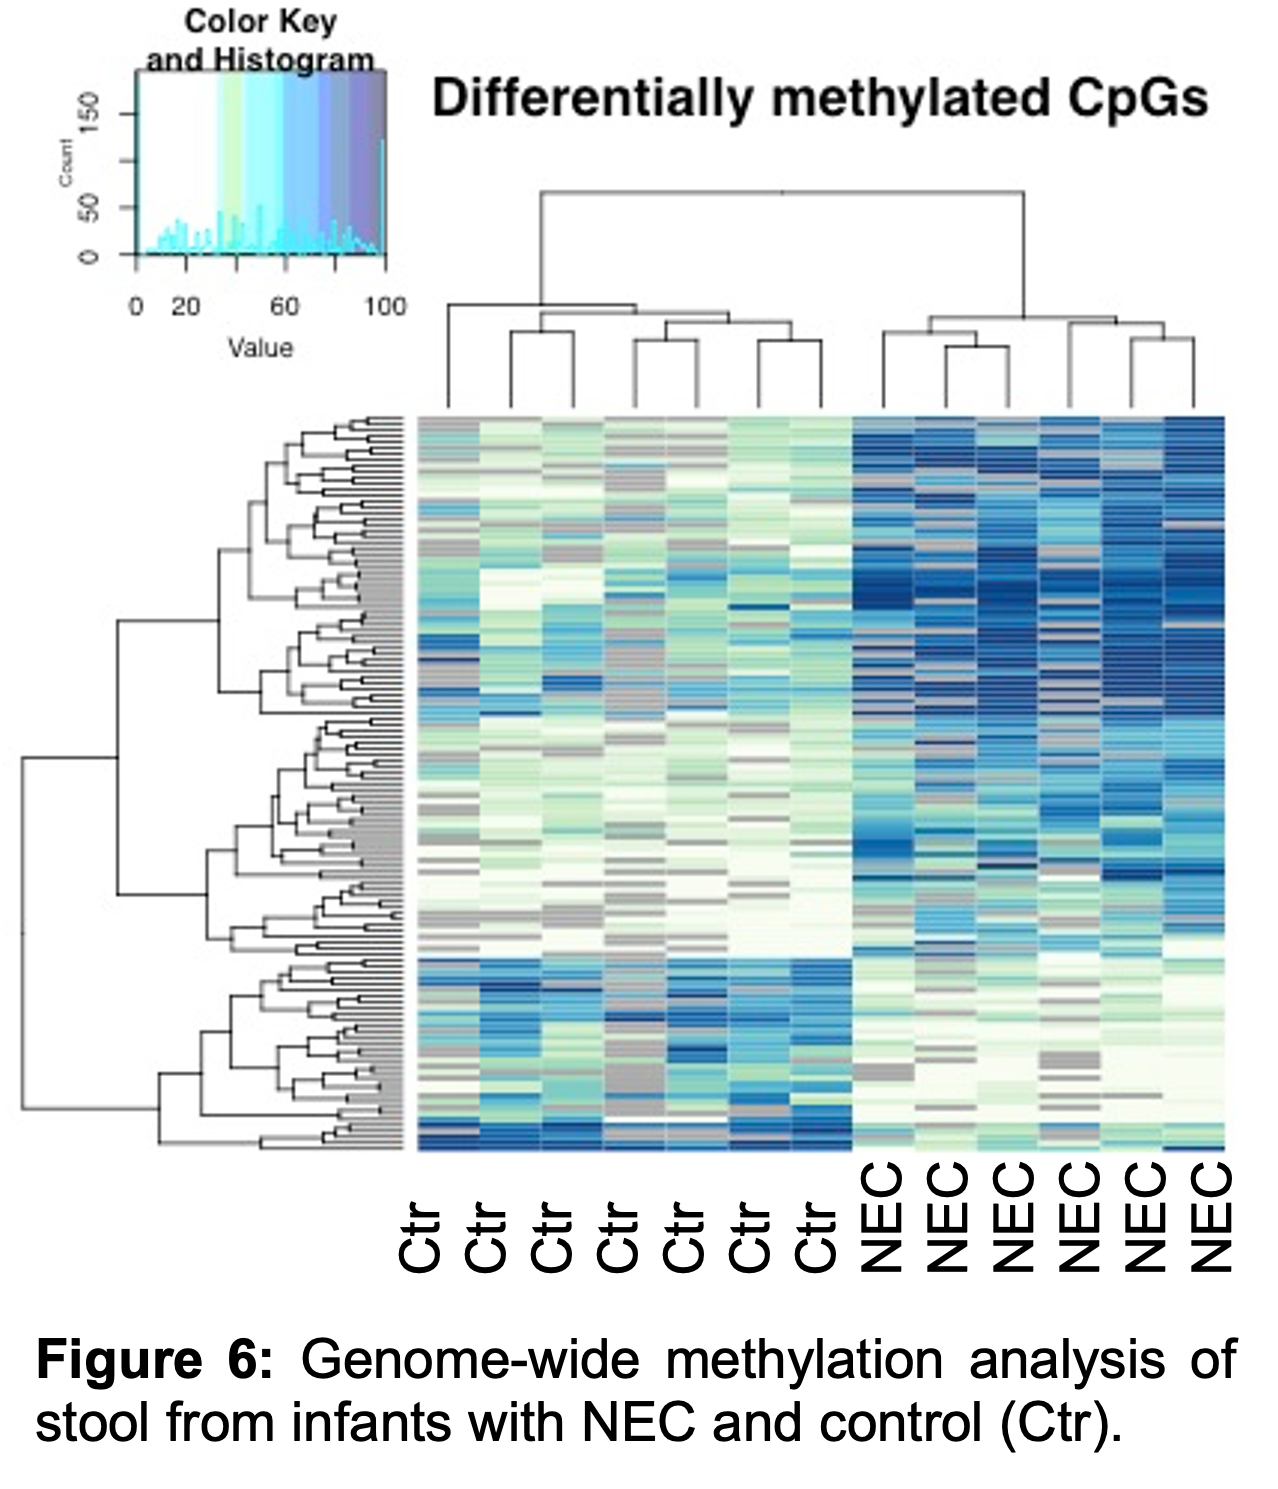 Color Key
and Histogram
Differentially methylated CpGs
Count
0 50 150
0 20 60 100
Value
Ctr Ctr Ctr Ctr Ctr Ctr Ctr NEC NEC NEC NEC NEC NEC
Figure 6: Genome-wide methylation analysis of
stool from infants with NEC and control (Ctr).